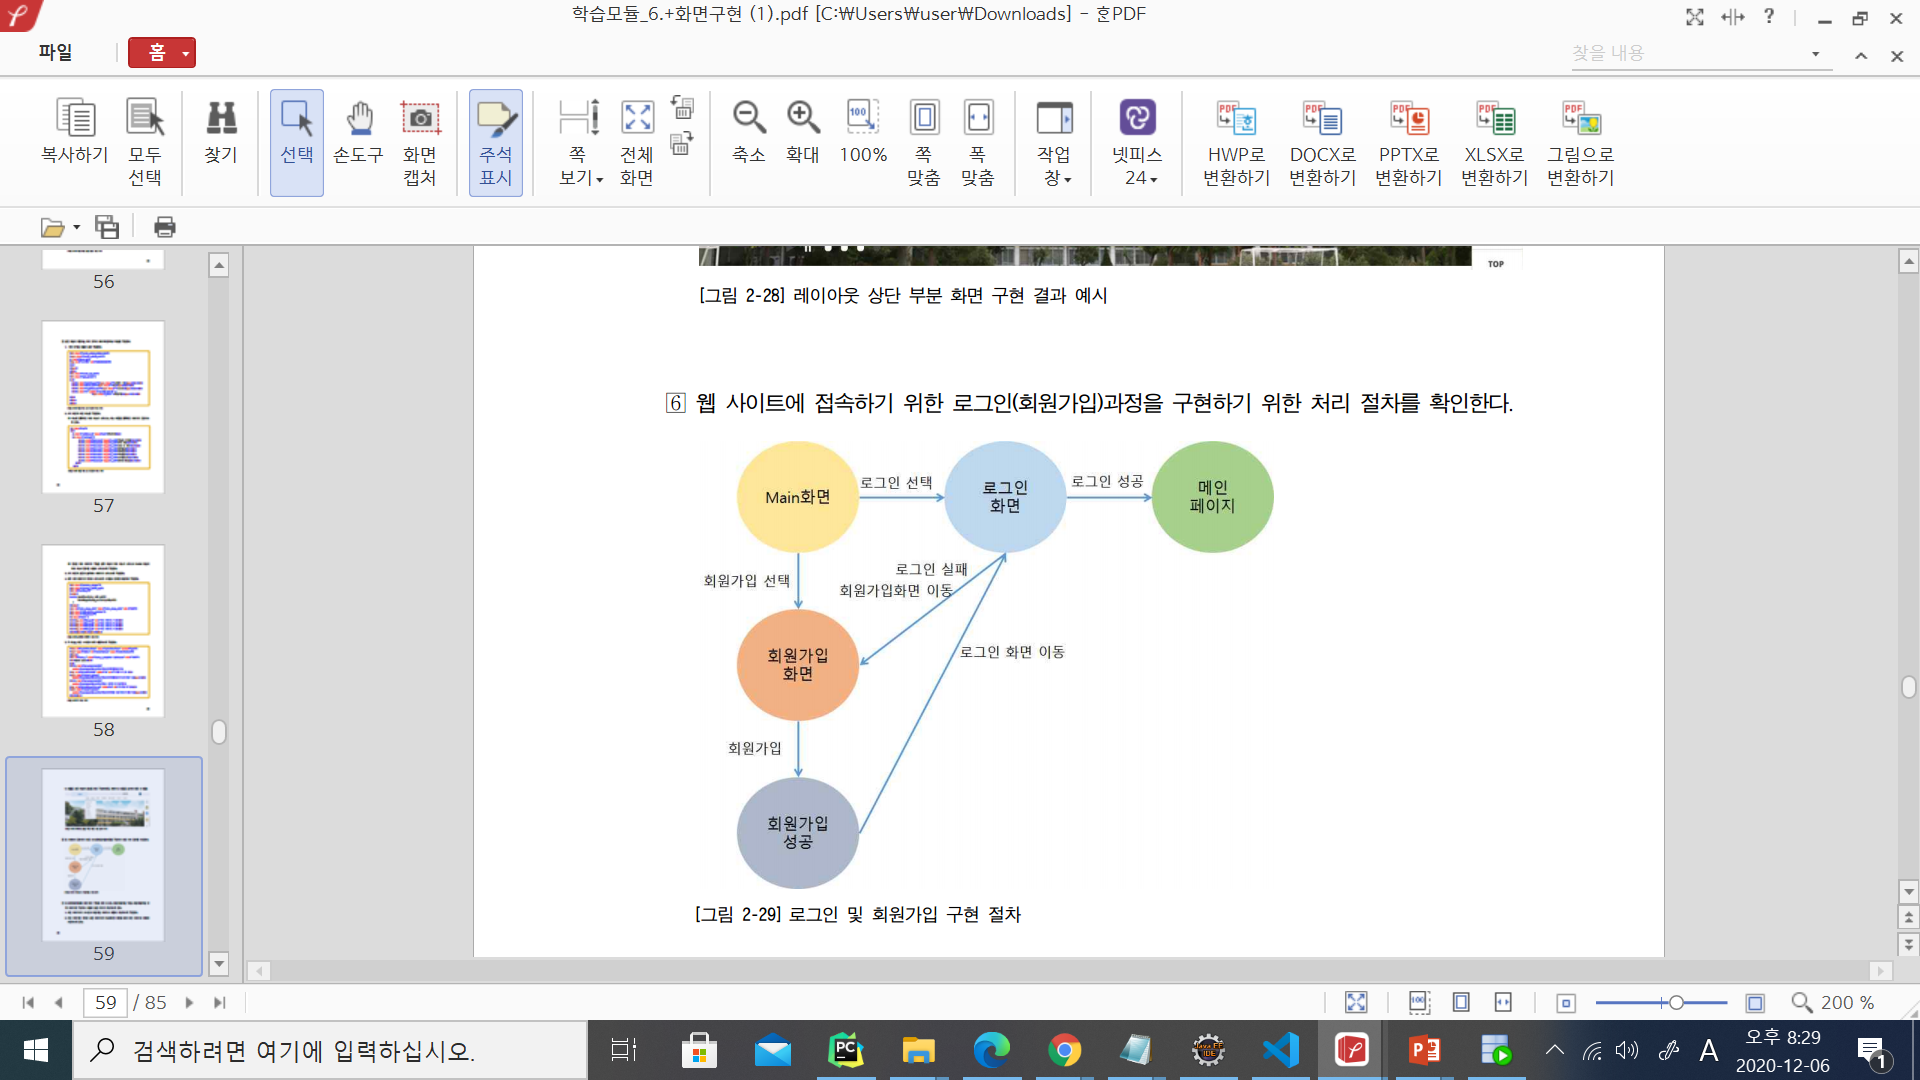 학습모듈_6.+화면구현 (1).pdf [C:\Users\user\Downloads] - 훈PDF
파일
홈
찾을 내용
복사하기
모두
선택
찾기
선택
손도구
화면
캡처
주석
표시
쪽
보기
전체
화면
축소
확대
100%
쪽
맞춤
폭
맞춤
작업
창
넷피스
24
HWP로
변환하기
DOCX로
변환하기
PPTX로
변환하기
XLSX로
변환하기
그림으로
변환하기
56
57
58
59
TOP
[그림 2-28] 레이아웃 상단 부분 화면 구현 결과 예시
6 웹 사이트에 접속하기 위한 로그인(회원가입)과정을 구현하기 위한 처리 절차를 확인한다.
Main화면
로그인 선택
로그인
화면
로그인 성공
메인
페이지
회원가입 선택
로그인 실패
회원가입화면 이동
회원가입
화면
로그인 화면 이동
회원가입
회원가입
성공
[그림 2-29] 로그인 및 회원가입 구현 절차
59 / 85
200 %
검색하려면 여기에 입력하십시오.
A
오후 8:29
2020-12-06
1